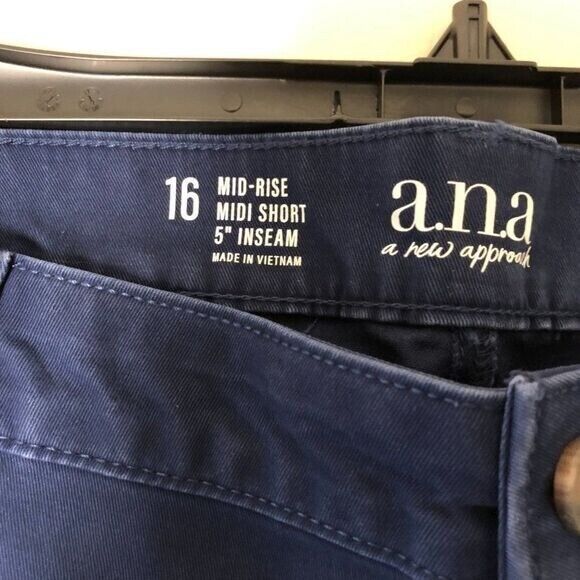 16
MID-RISE
MIDI SHORT
5" INSEAM
MADE IN VIETNAM
a.n.a
a new approach